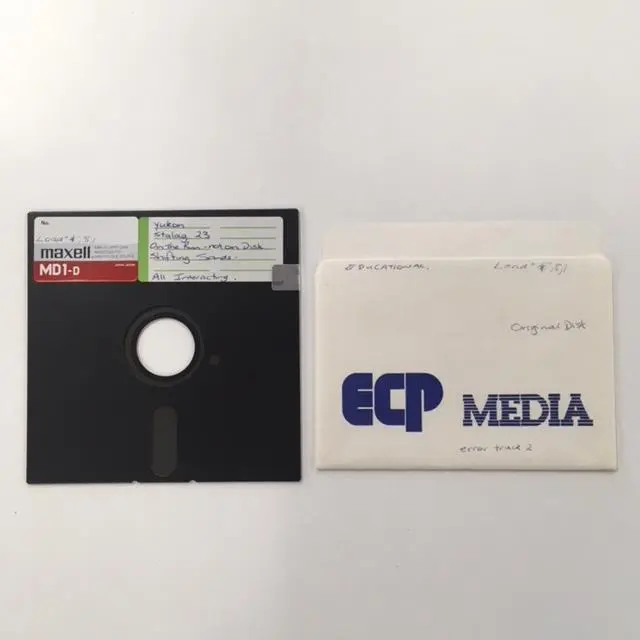 No.
Load"$",8,1
maxell
MD1-D
Yukon
Stalag 23
On The Run - not on Disk
Shifting Sands.
All Interacting.
EDUCATIONAL.
Load"$",8,1
Original Disk
ECP MEDIA
error track 2